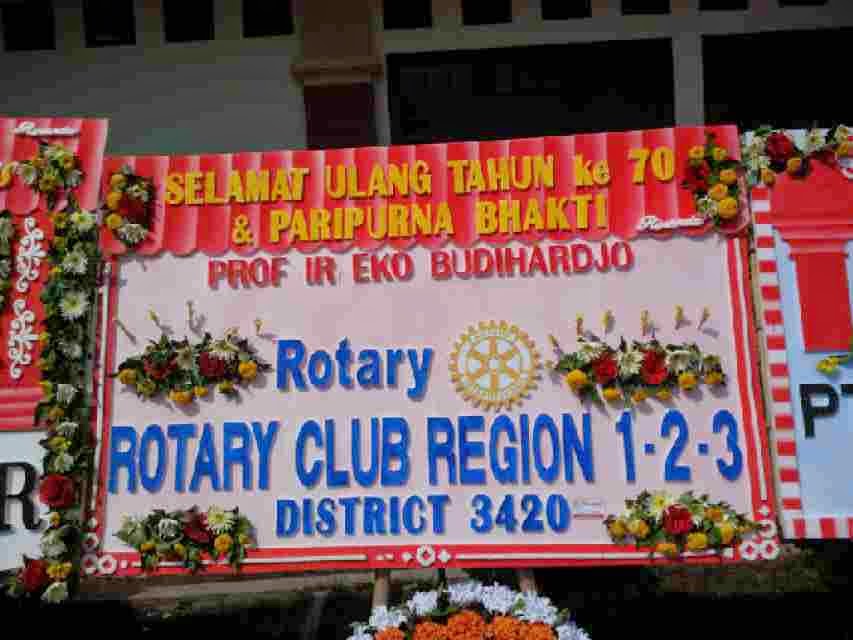 SELAMAT ULANG TAHUN ke 70
& PARIPURNA BHAKTI
PROF IR EKO BUDIHARDJO
Rotary
ROTARY CLUB REGION 1-2-3
DISTRICT 3420
R
PT